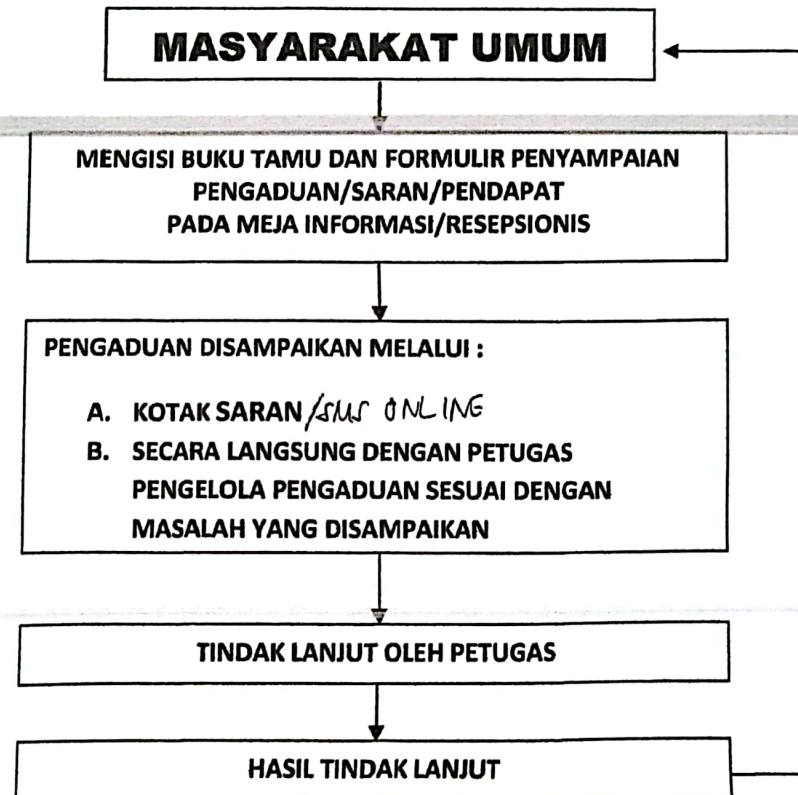 MASYARAKAT UMUM
MENGISI BUKU TAMU DAN FORMULIR PENYAMPAIAN
PENGADUAN/SARAN/PENDAPAT
PADA MEJA INFORMASI/RESEPSIONIS
PENGADUAN DISAMPAIKAN MELALUI :
A. KOTAK SARAN /SMS ONLINE
B. SECARA LANGSUNG DENGAN PETUGAS
PENGELOLA PENGADUAN SESUAI DENGAN
MASALAH YANG DISAMPAIKAN
TINDAK LANJUT OLEH PETUGAS
HASIL TINDAK LANJUT